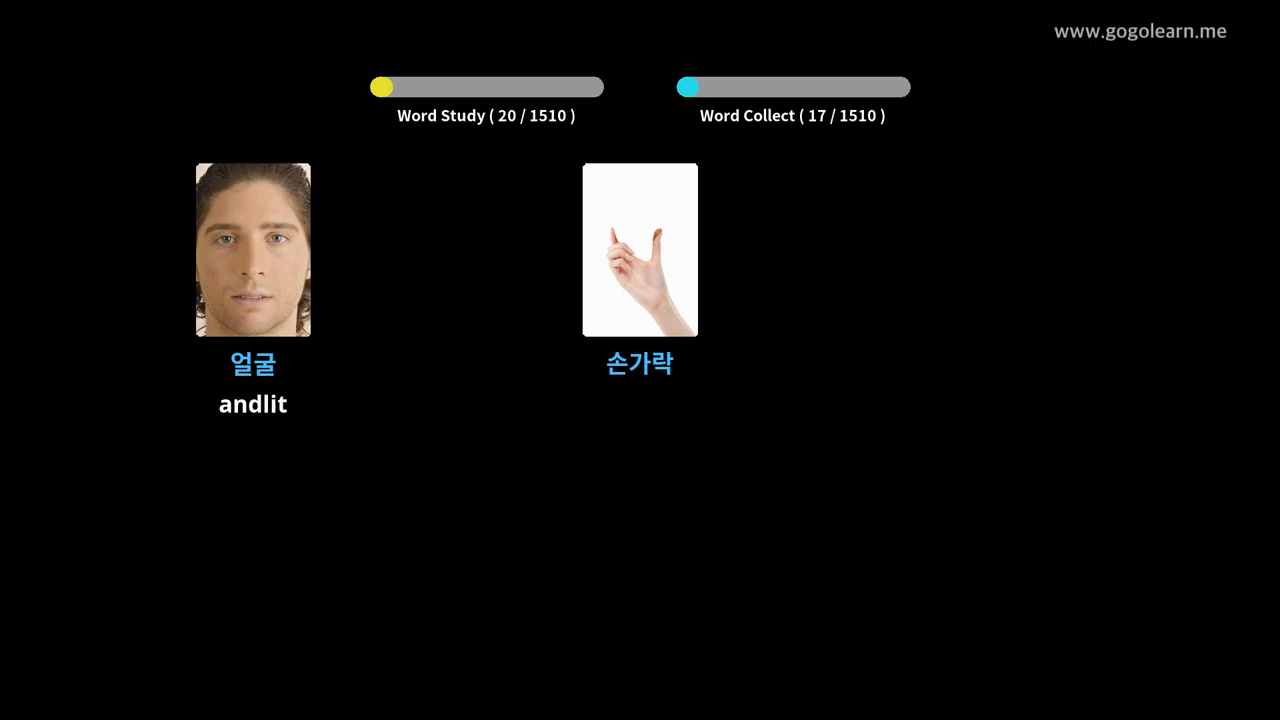 www.gogolearn.me
Word Study ( 20 / 1510 )
Word Collect ( 17 / 1510 )
얼굴
손가락
andlit